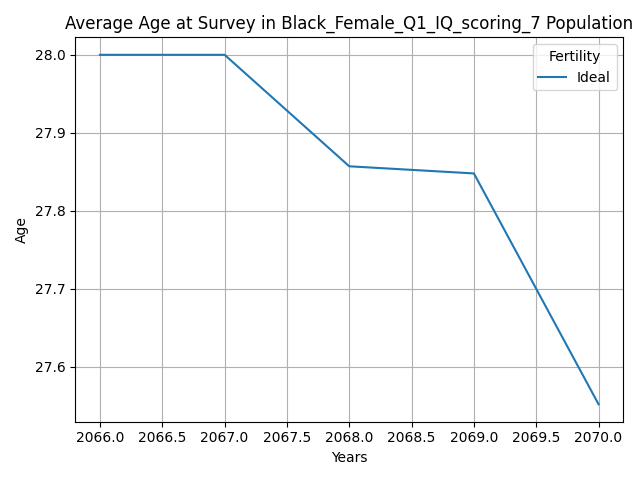 Average Age at Survey in Black_Female_Q1_IQ_scoring_7 Population
28.0
27.9
27.8
27.7
27.6
Age
Fertility
Ideal
2066.0 2066.5 2067.0 2067.5 2068.0 2068.5 2069.0 2069.5 2070.0
Years